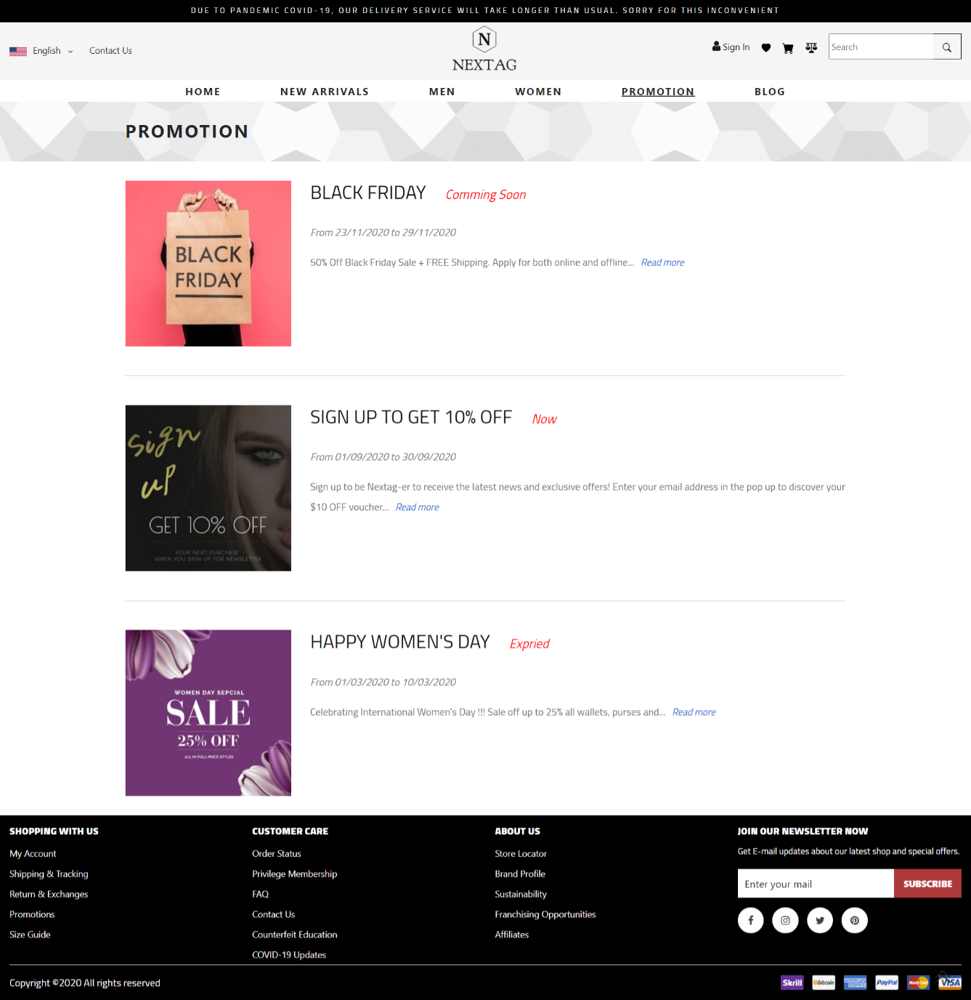 DUE TO PANDEMIC COVID-19, OUR DELIVERY SERVICE WILL TAKE LONGER THAN USUAL. SORRY FOR THIS INCONVENIENT
English
Contact Us
N
NEXTAG
Sign In
Search
HOME
NEW ARRIVALS
MEN
WOMEN
PROMOTION
BLOG
PROMOTION
BLACK
FRIDAY
BLACK FRIDAY
Comming Soon
From 23/11/2020 to 29/11/2020
50% Off Black Friday Sale + FREE Shipping. Apply for both online and offline... Read more
sign
up
GET 10% OFF
YOUR NEXT PURCHASE
WHEN YOU SIGN UP FOR NEWSLETTER
SIGN UP TO GET 10% OFF
Now
From 01/09/2020 to 30/09/2020
Sign up to be Nextag-er to receive the latest news and exclusive offers! Enter your email address in the pop up to discover your
$10 OFF voucher... Read more
WOMEN DAY SEPCIAL
SALE
25% OFF
ALL IN FULL-PRICE STYLES
HAPPY WOMEN'S DAY
Expried
From 01/03/2020 to 10/03/2020
Celebrating International Women's Day !!! Sale off up to 25% all wallets, purses and... Read more
SHOPPING WITH US
My Account
Shipping & Tracking
Return & Exchanges
Promotions
Size Guide
CUSTOMER CARE
Order Status
Privilege Membership
FAQ
Contact Us
Counterfeit Education
COVID-19 Updates
ABOUT US
Store Locator
Brand Profile
Sustainability
Franchising Opportunities
Affiliates
JOIN OUR NEWSLETTER NOW
Get E-mail updates about our latest shop and special offers.
Enter your mail
SUBSCRIBE
Copyright ©2020 All rights reserved
Skrill
bitcoin
AMERICAN EXPRESS
PayPal
MasterCard
VISA